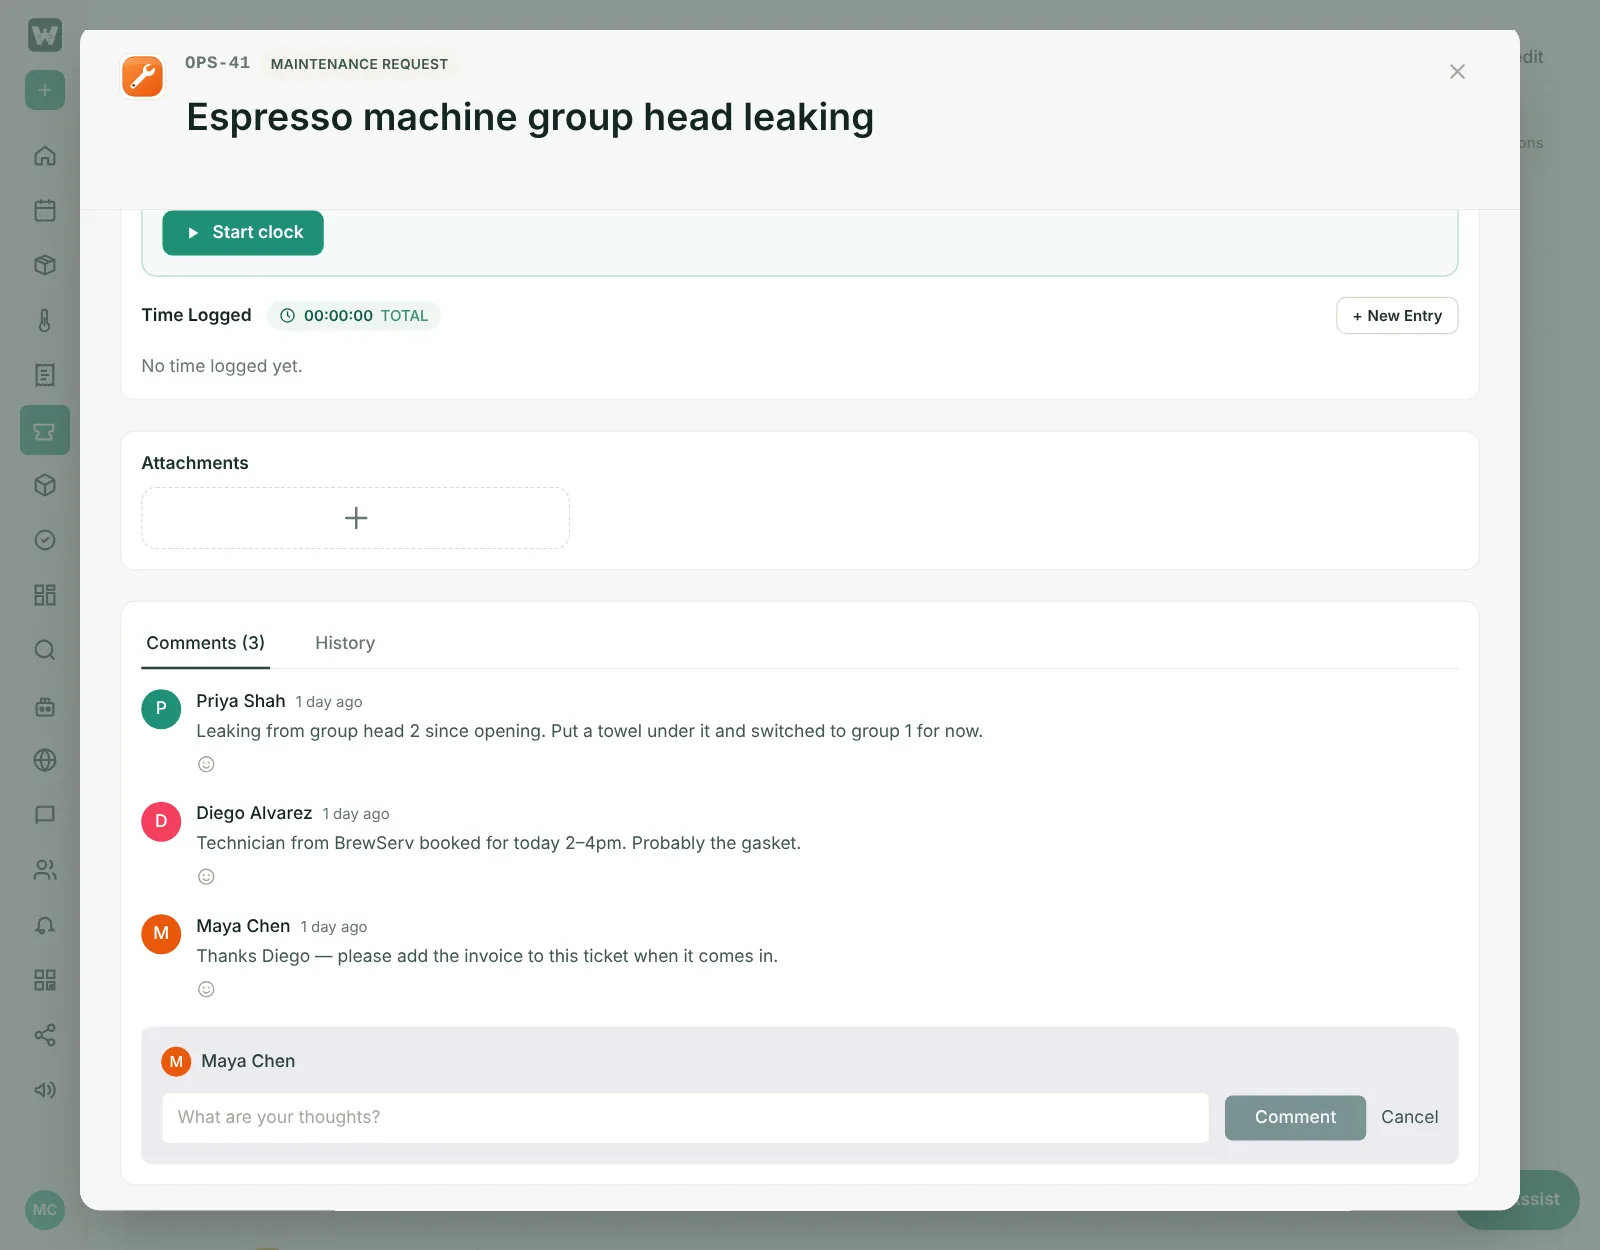 W
OPS-41 MAINTENANCE REQUEST
Espresso machine group head leaking
edit
ons
Start clock
Time Logged 00:00:00 TOTAL + New Entry
No time logged yet.
Attachments
Comments (3) History
P Priya Shah 1 day ago
Leaking from group head 2 since opening. Put a towel under it and switched to group 1 for now.
D Diego Alvarez 1 day ago
Technician from BrewServ booked for today 2–4pm. Probably the gasket.
M Maya Chen 1 day ago
Thanks Diego — please add the invoice to this ticket when it comes in.
M Maya Chen
What are your thoughts? Comment Cancel
MC
ssist